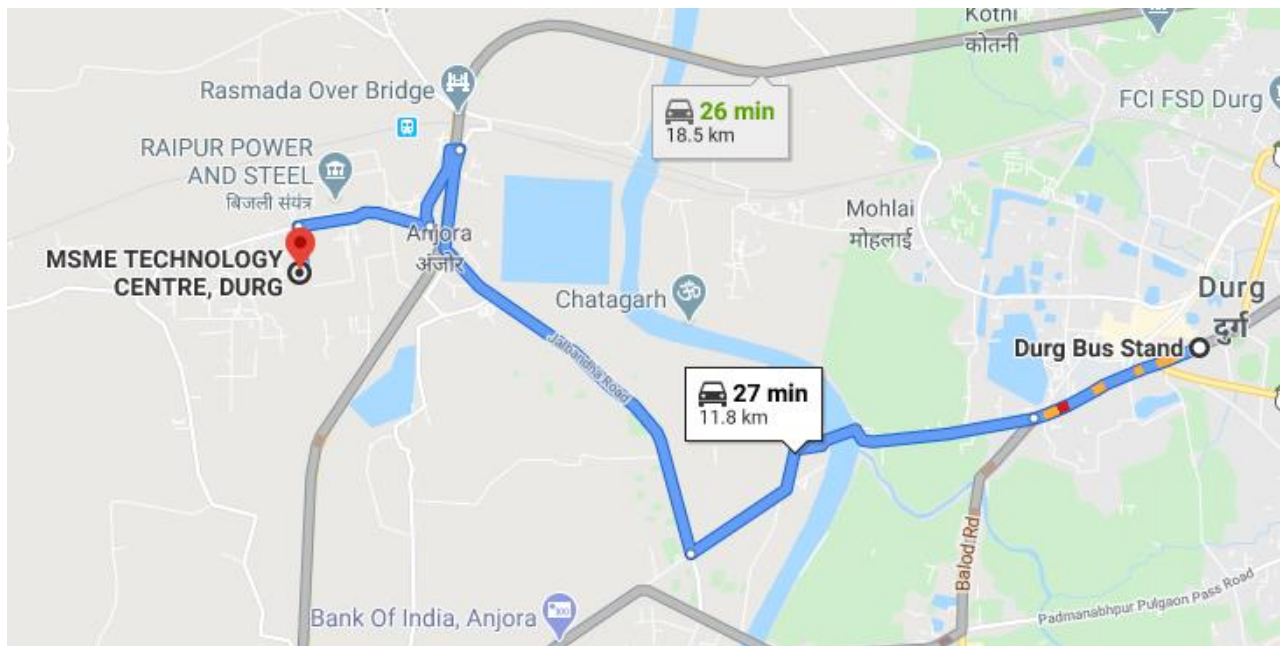 Kotni
कोतनी
Rasmada Over Bridge
FCI FSD Durg
26 min
18.5 km
RAIPUR POWER
AND STEEL
बिजली संयंत्र
Mohlai
मोहलाई
Anjora
अंजोर
MSME TECHNOLOGY
CENTRE, DURG
Chatagarh
Durg
दुर्ग
Durg Bus Stand
Jalbandha Road
27 min
11.8 km
Balod Rd
Padmanabhpur Pulgaon Pass Road
Bank Of India, Anjora